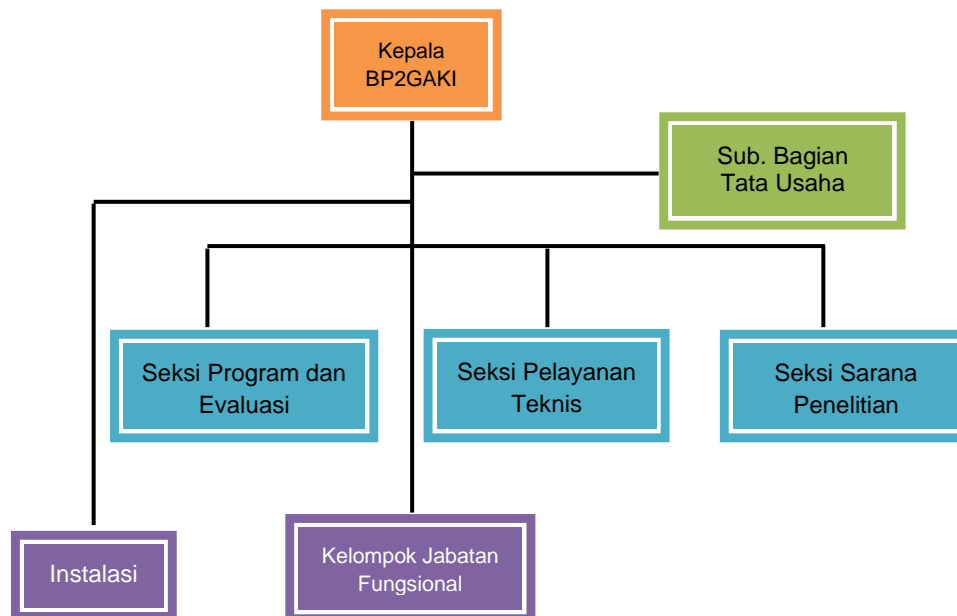 Kepala
BP2GAKI
Sub. Bagian
Tata Usaha
Seksi Program dan
Evaluasi
Seksi Pelayanan
Teknis
Seksi Sarana
Penelitian
Instalasi
Kelompok Jabatan
Fungsional